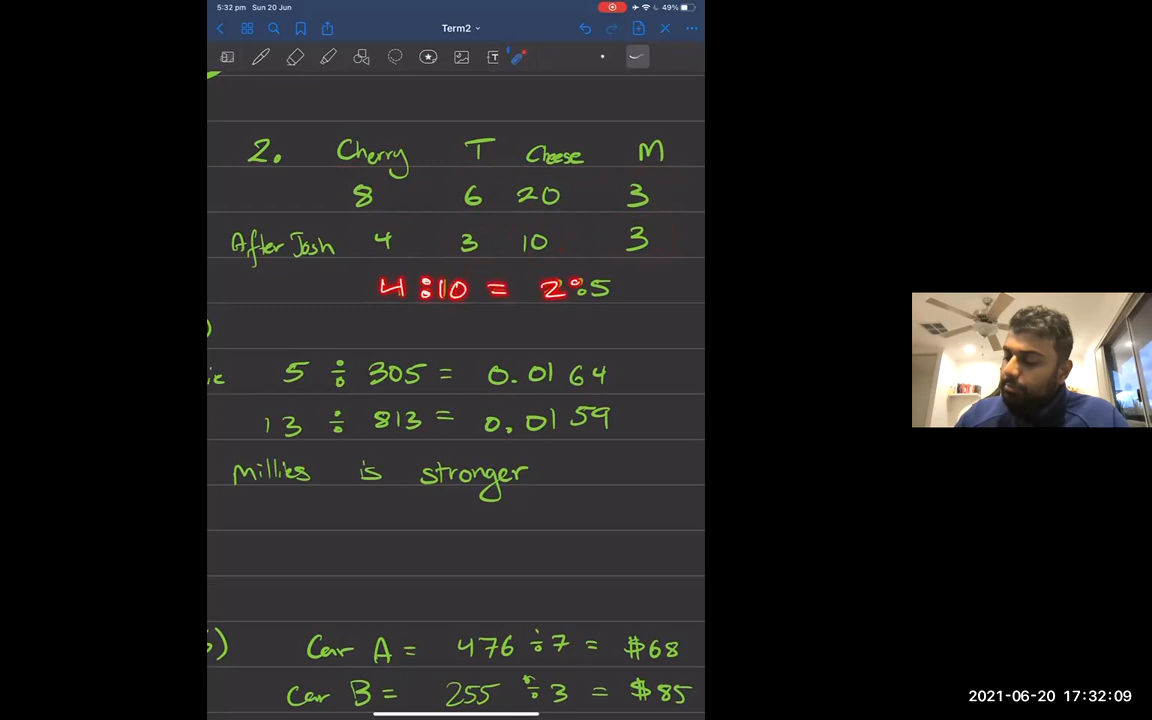 5:32 pm Sun 20 Jun 49%
Term2
2. Cherry T Cheese M
8 6 20 3
After Josh 4 3 10 3
4:10 = 2:5
5 ÷ 305 = 0.0164
13 ÷ 813 = 0.0159
Millies is stronger
Car A = 476 ÷ 7 = $68
Car B = 255 ÷ 3 = $85
2021-06-20 17:32:09